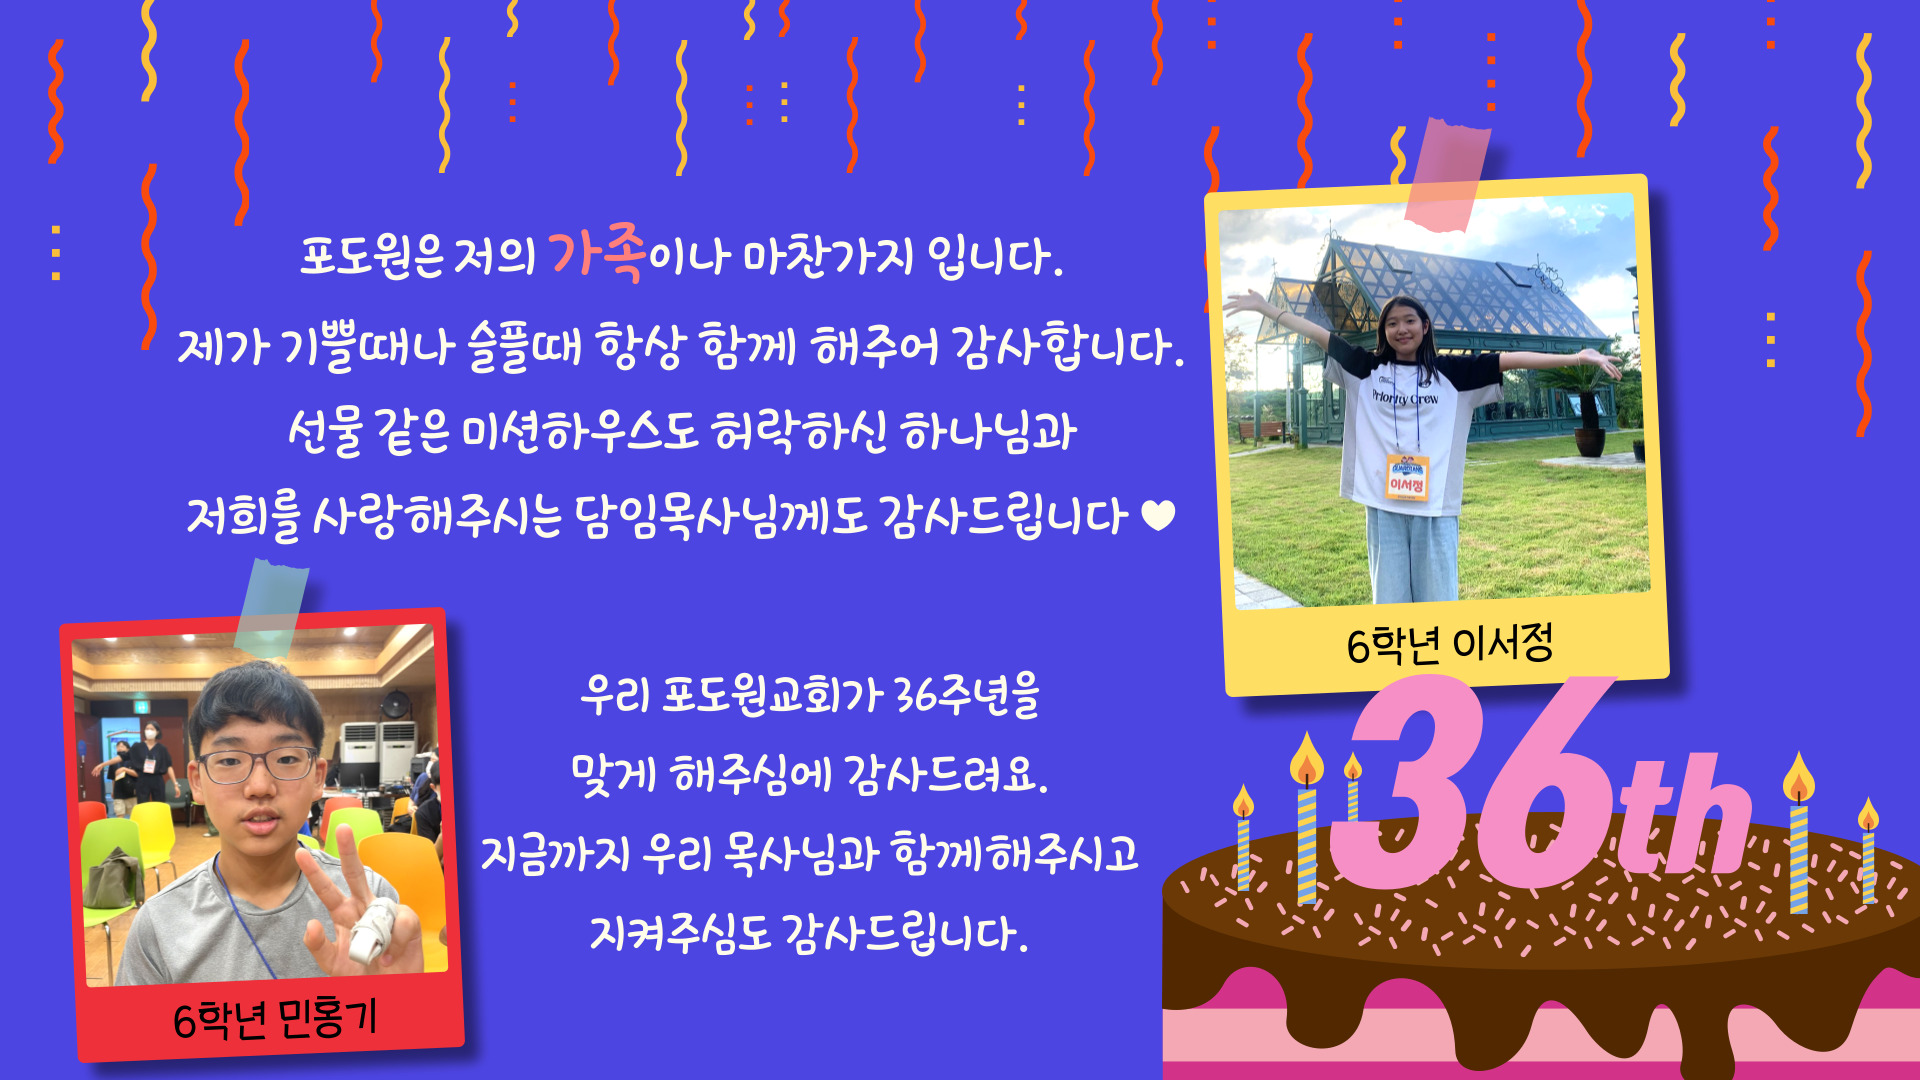 포도원은 저의 가족이나 마찬가지 입니다.
제가 기쁠때나 슬플때 항상 함께 해주어 감사합니다.
선물 같은 미션하우스도 허락하신 하나님과
저희를 사랑해주시는 담임목사님께도 감사드립니다 ♥
Priority Crew
이서정
6학년 이서정
우리 포도원교회가 36주년을
맞게 해주심에 감사드려요.
지금까지 우리 목사님과 함께해주시고
지켜주심도 감사드립니다.
6학년 민홍기
36th